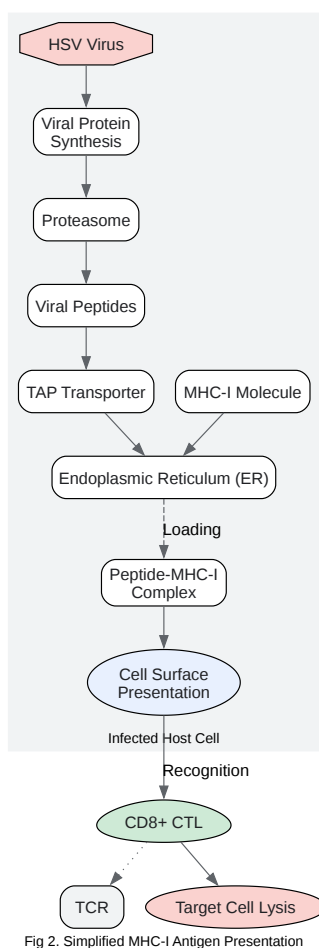 HSV Virus
Viral Protein
Synthesis
Proteasome
Viral Peptides
TAP Transporter
MHC-I Molecule
Endoplasmic Reticulum (ER)
Loading
Peptide-MHC-I
Complex
Cell Surface
Presentation
Infected Host Cell
Recognition
CD8+ CTL
TCR
Target Cell Lysis
Fig 2. Simplified MHC-I Antigen Presentation